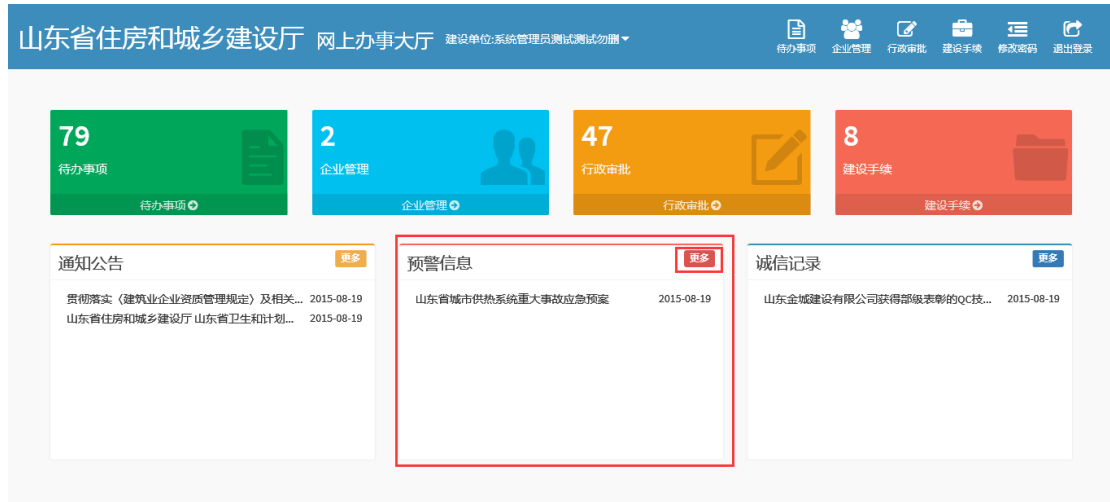 山东省住房和城乡建设厅 网上办事大厅 建设单位:系统管理员测试测试勿删
待办事项 企业管理 行政审批 建设手续 修改密码 退出登录
79 2 47 8
待办事项 企业管理 行政审批 建设手续
待办事项 企业管理 行政审批 建设手续
通知公告 更多 预警信息 更多 诚信记录 更多
贯彻落实《建筑业企业资质管理规定》及相关... 2015-08-19 山东省城市供热系统重大事故应急预案 2015-08-19 山东金城建设有限公司获得部级表彰的QC技... 2015-08-19
山东省住房和城乡建设厅 山东省卫生和计划... 2015-08-19